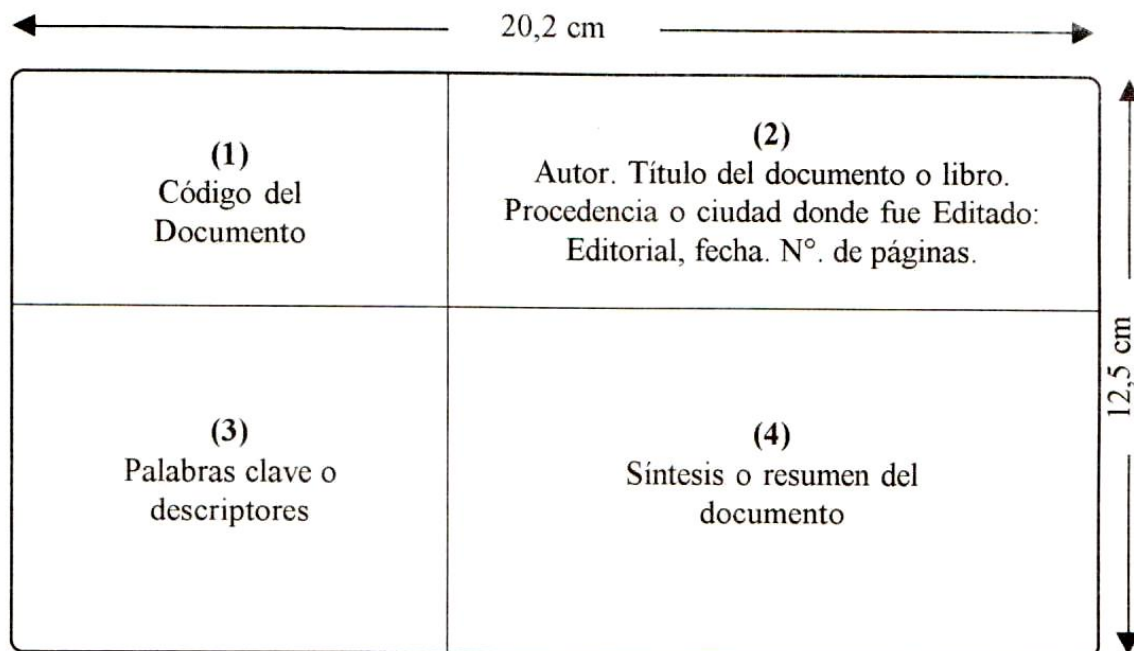 20,2 cm
(1)
Código del
Documento
(2)
Autor. Título del documento o libro.
Procedencia o ciudad donde fue Editado:
Editorial, fecha. N°. de páginas.
12,5 cm
(3)
Palabras clave o
descriptores
(4)
Síntesis o resumen del
documento